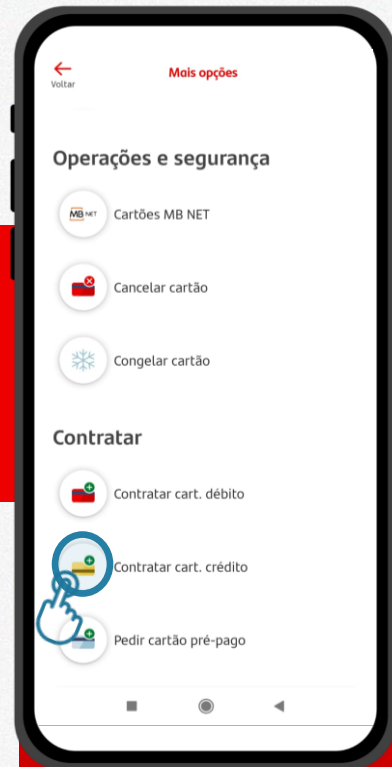 Voltar
Mais opções
Operações e segurança
MB NET
Cartões MB NET
Cancelar cartão
Congelar cartão
Contratar
Contratar cart. débito
Contratar cart. crédito
Pedir cartão pré-pago